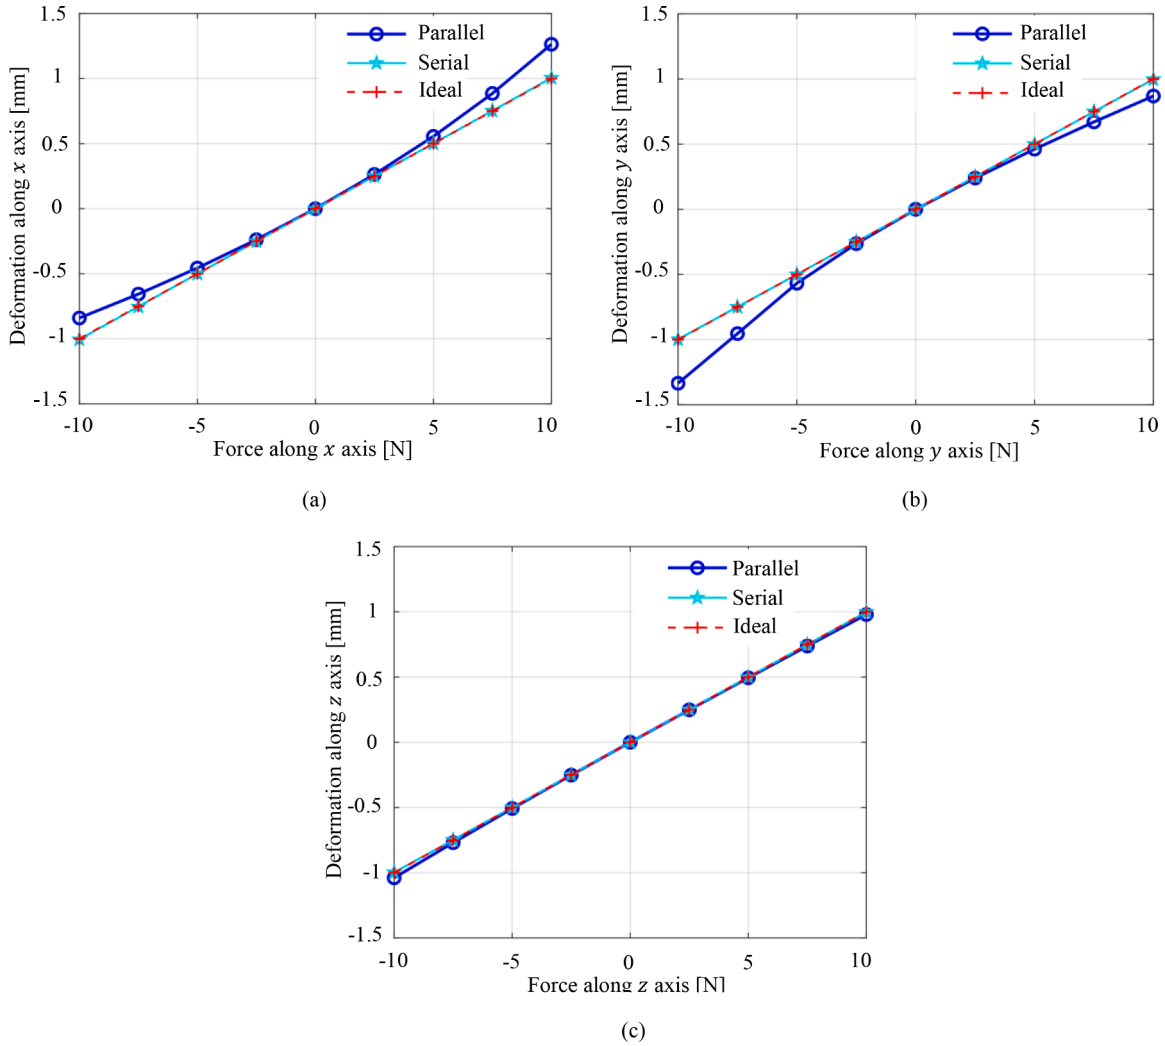 1.5
1
0.5
0
-0.5
-1
-1.5
Deformation along x axis [mm]
Parallel
Serial
Ideal
-10 -5 0 5 10
Force along x axis [N]
(a)
1.5
1
0.5
0
-0.5
-1
-1.5
Deformation along y axis [mm]
Parallel
Serial
Ideal
-10 -5 0 5 10
Force along y axis [N]
(b)
1.5
1
0.5
0
-0.5
-1
-1.5
Deformation along z axis [mm]
Parallel
Serial
Ideal
-10 -5 0 5 10
Force along z axis [N]
(c)